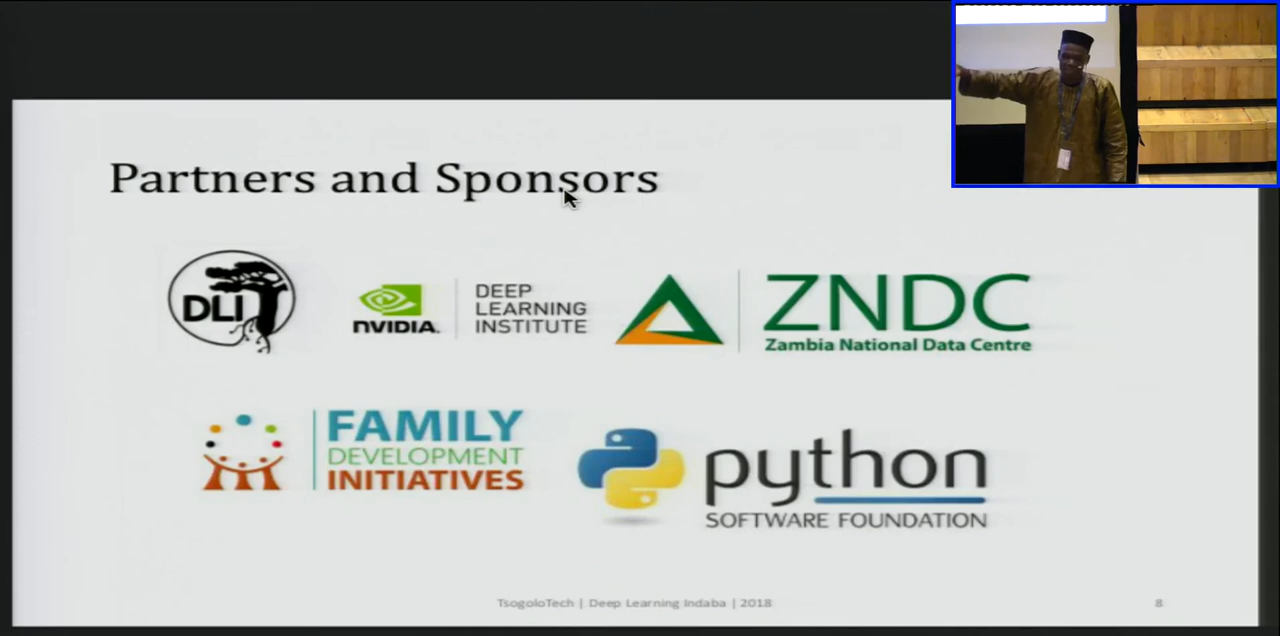 Partners and Sponsors
DLI
NVIDIA.
DEEP
LEARNING
INSTITUTE
ZNDC
Zambia National Data Centre
FAMILY
DEVELOPMENT
INITIATIVES
python
SOFTWARE FOUNDATION
TsogoloTech | Deep Learning Indaba | 2018
8